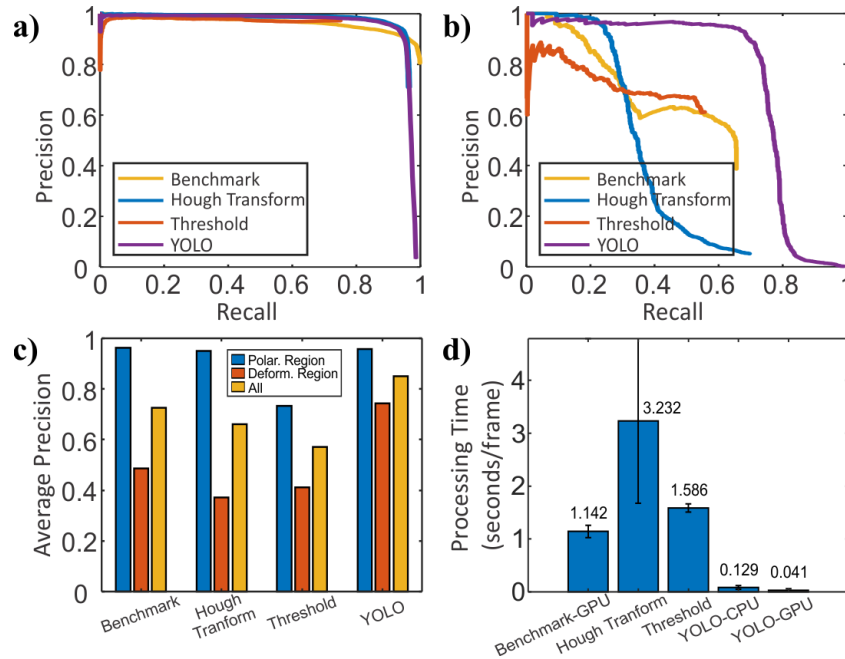 a)
1
0.8
0.6
0.4
0.2
0
Precision
Benchmark
Hough Transform
Threshold
YOLO
0 0.2 0.4 0.6 0.8 1
Recall
b)
1
0.8
0.6
0.4
0.2
0
Precision
Benchmark
Hough Transform
Threshold
YOLO
0 0.2 0.4 0.6 0.8 1
Recall
c)
1
0.8
0.6
0.4
0.2
0
Average Precision
Polar. Region
Deform. Region
All
Benchmark
Hough
Tranform
Threshold
YOLO
d)
4
3
2
1
0
Processing Time
(seconds/frame)
1.142
3.232
1.586
0.129
0.041
Benchmark-GPU
Hough Tranform
Threshold
YOLO-CPU
YOLO-GPU